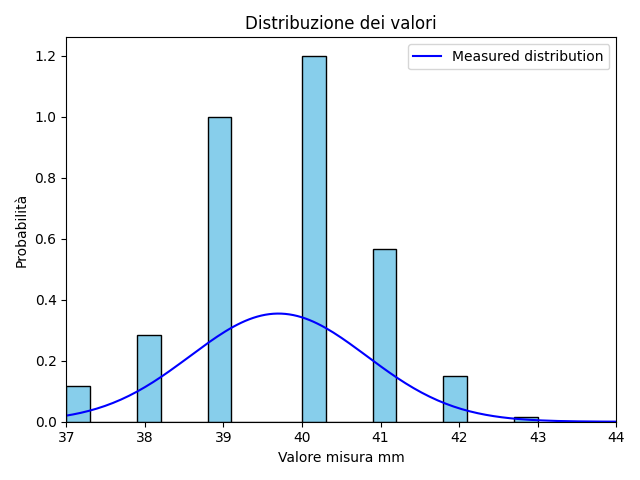 Distribuzione dei valori
Measured distribution
1.2
1.0
0.8
0.6
0.4
0.2
0.0
Probabilità
37 38 39 40 41 42 43 44
Valore misura mm